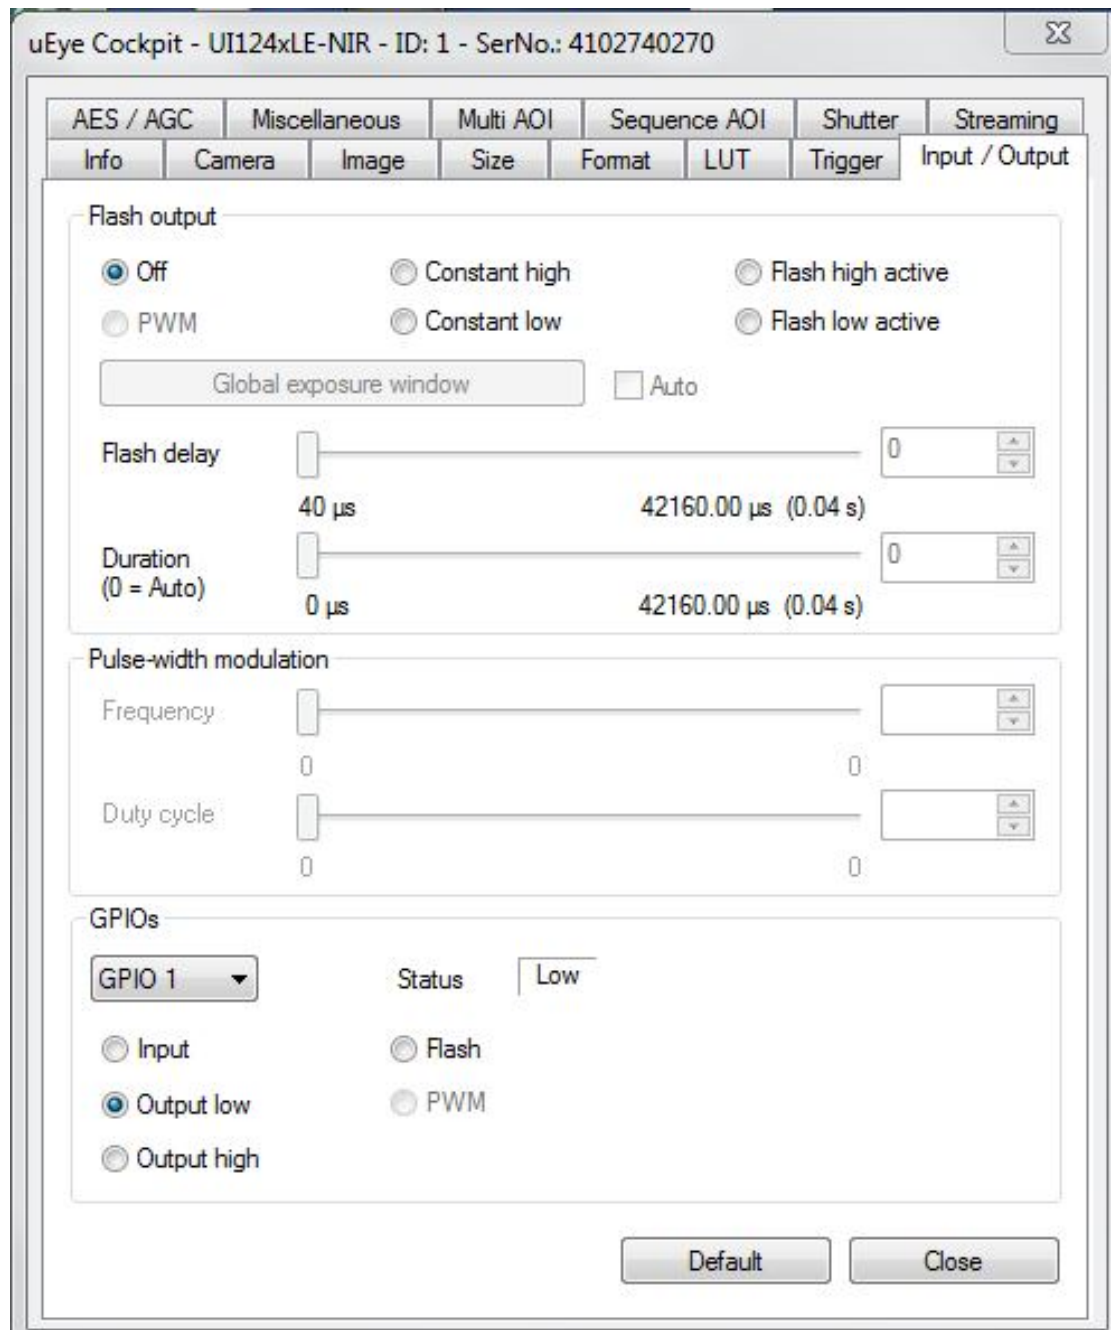 uEye Cockpit - UI124xLE-NIR - ID: 1 - SerNo.: 4102740270
AES / AGC Miscellaneous Multi AOI Sequence AOI Shutter Streaming
Info Camera Image Size Format LUT Trigger Input / Output
Flash output
Off Constant high Flash high active
PWM Constant low Flash low active
Global exposure window Auto
Flash delay 0
40 µs 42160.00 µs (0.04 s)
Duration 0
(0 = Auto)
0 µs 42160.00 µs (0.04 s)
Pulse-width modulation
Frequency
0 0
Duty cycle
0 0
GPIOs
GPIO 1 Status Low
Input Flash
Output low PWM
Output high
Default Close